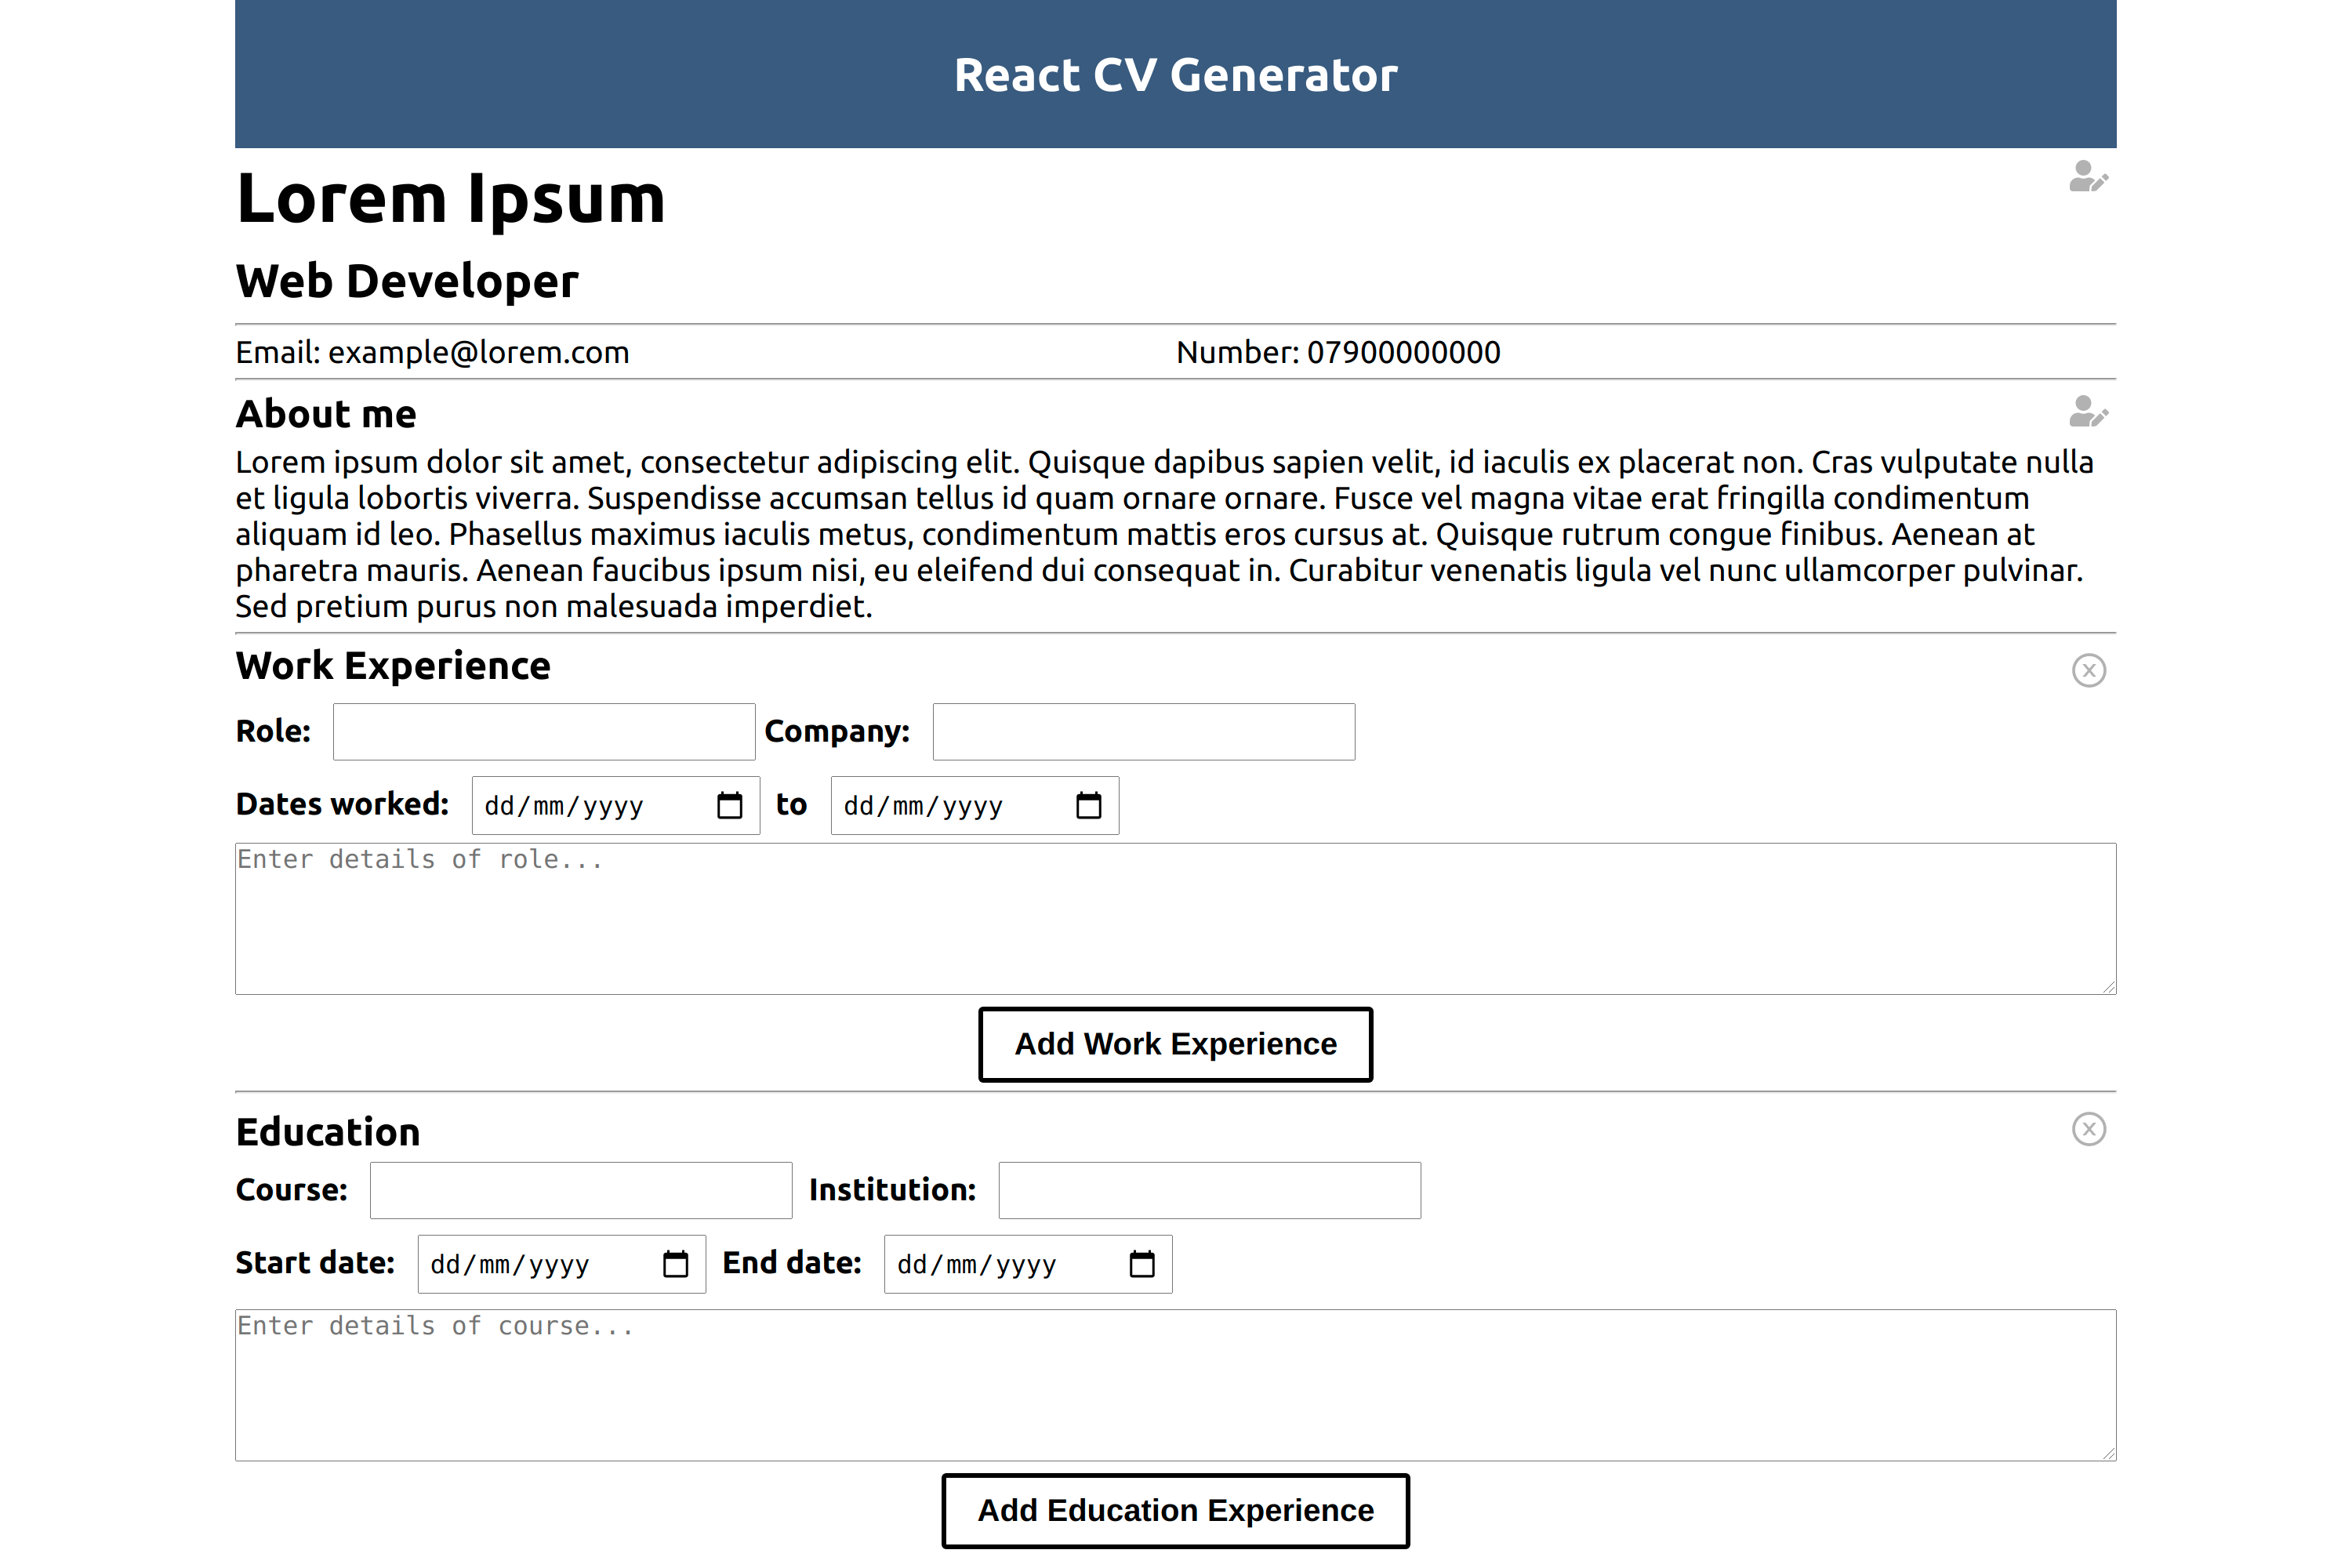 React CV Generator
Lorem Ipsum
Web Developer
Email: example@lorem.com Number: 07900000000
About me
Lorem ipsum dolor sit amet, consectetur adipiscing elit. Quisque dapibus sapien velit, id iaculis ex placerat non. Cras vulputate nulla
et ligula lobortis viverra. Suspendisse accumsan tellus id quam ornare ornare. Fusce vel magna vitae erat fringilla condimentum
aliquam id leo. Phasellus maximus iaculis metus, condimentum mattis eros cursus at. Quisque rutrum congue finibus. Aenean at
pharetra mauris. Aenean faucibus ipsum nisi, eu eleifend dui consequat in. Curabitur venenatis ligula vel nunc ullamcorper pulvinar.
Sed pretium purus non malesuada imperdiet.
Work Experience
Role: Company:
Dates worked: dd/mm/yyyy to dd/mm/yyyy
Enter details of role...
Add Work Experience
Education
Course: Institution:
Start date: dd/mm/yyyy End date: dd/mm/yyyy
Enter details of course...
Add Education Experience